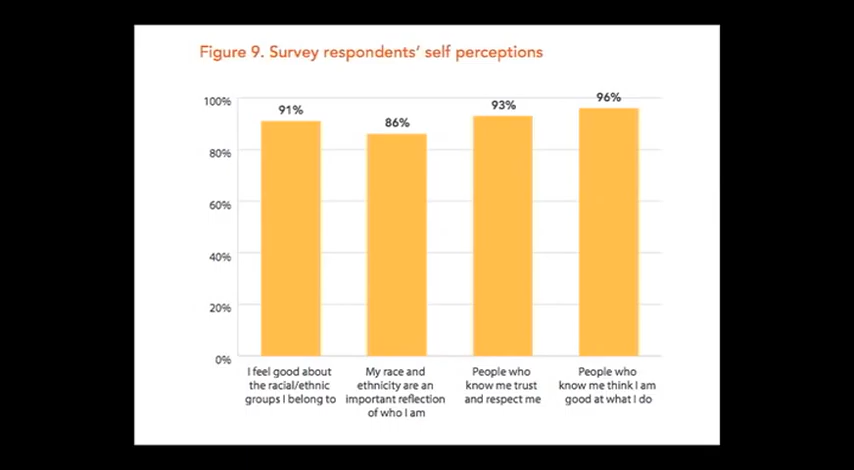 Figure 9. Survey respondents' self perceptions
100%
80%
60%
40%
20%
0%
91%
86%
93%
96%
I feel good about
the racial/ethnic
groups I belong to
My race and
ethnicity are an
important reflection
of who I am
People who
know me trust
and respect me
People who
know me think I am
good at what I do